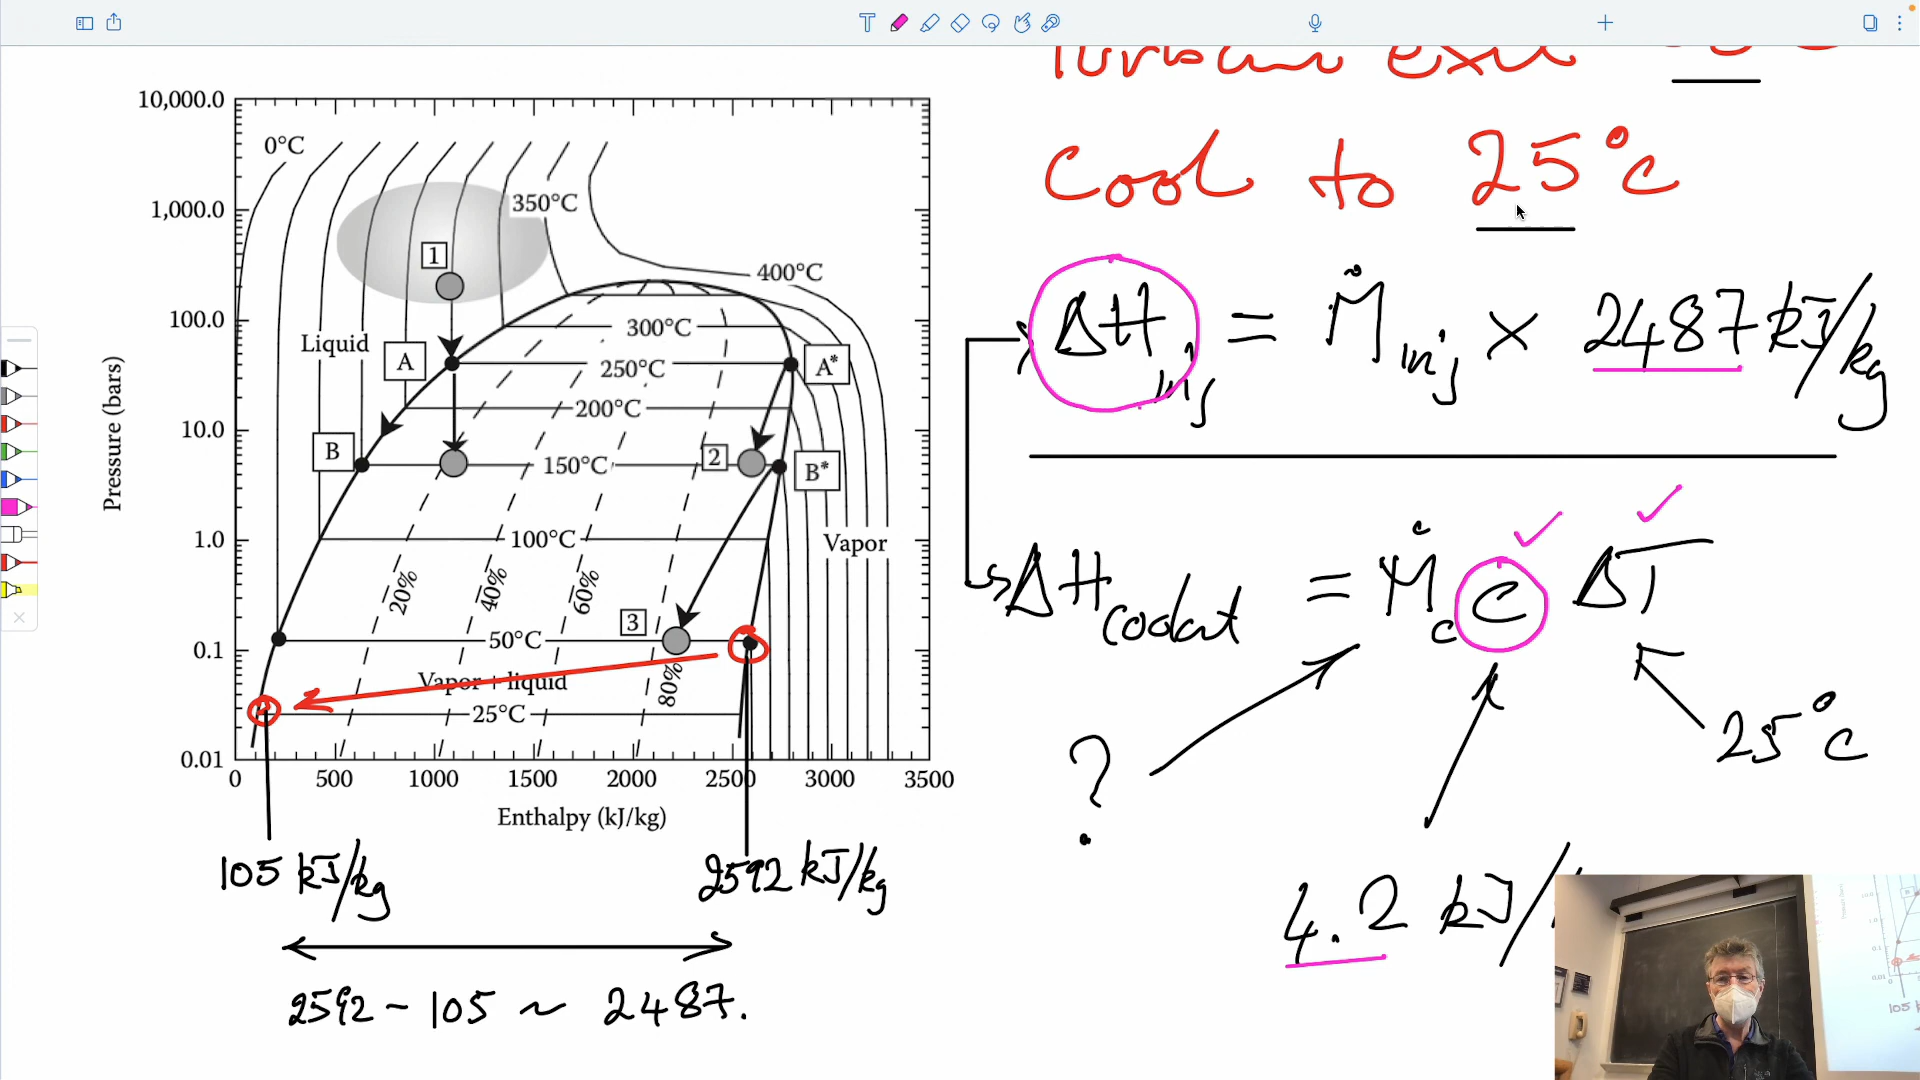 10,000.0
1,000.0
100.0
10.0
1.0
0.1
0.01
Pressure (bars)
0 500 1000 1500 2000 2500 3000 3500
Enthalpy (kJ/kg)
0°C
350°C
400°C
1
Liquid
300°C
A
250°C
A*
200°C
B
150°C
2
B*
100°C
Vapor
20%
40%
60%
80%
3
50°C
Vapor + liquid
25°C
105 kJ/kg
2592 kJ/kg
2592 - 105 ~ 2487.
Turbine exit
Cool to 25°C
ΔH inj = Ṁ inj × 2487 kJ/kg
ΔH coolant = Ṁ c C ΔT
?
25°C
4.2 kJ/